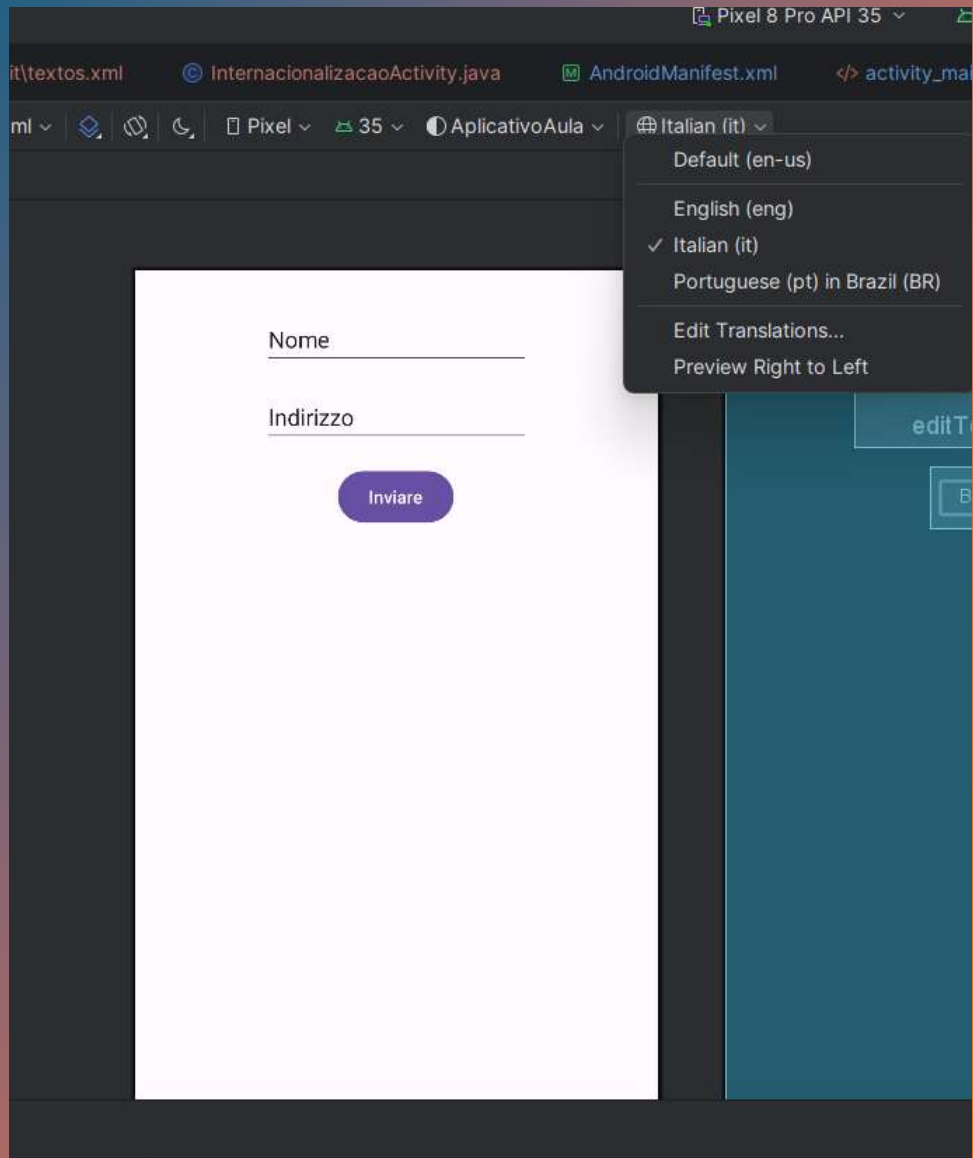 Pixel 8 Pro API 35
it\textos.xml InternacionalizacaoActivity.java AndroidManifest.xml activity_mai
ml Pixel 35 AplicativoAula Italian (it)
Default (en-us)
English (eng)
Italian (it)
Portuguese (pt) in Brazil (BR)
Edit Translations...
Preview Right to Left
Nome
Indirizzo
Inviare
editTe
B